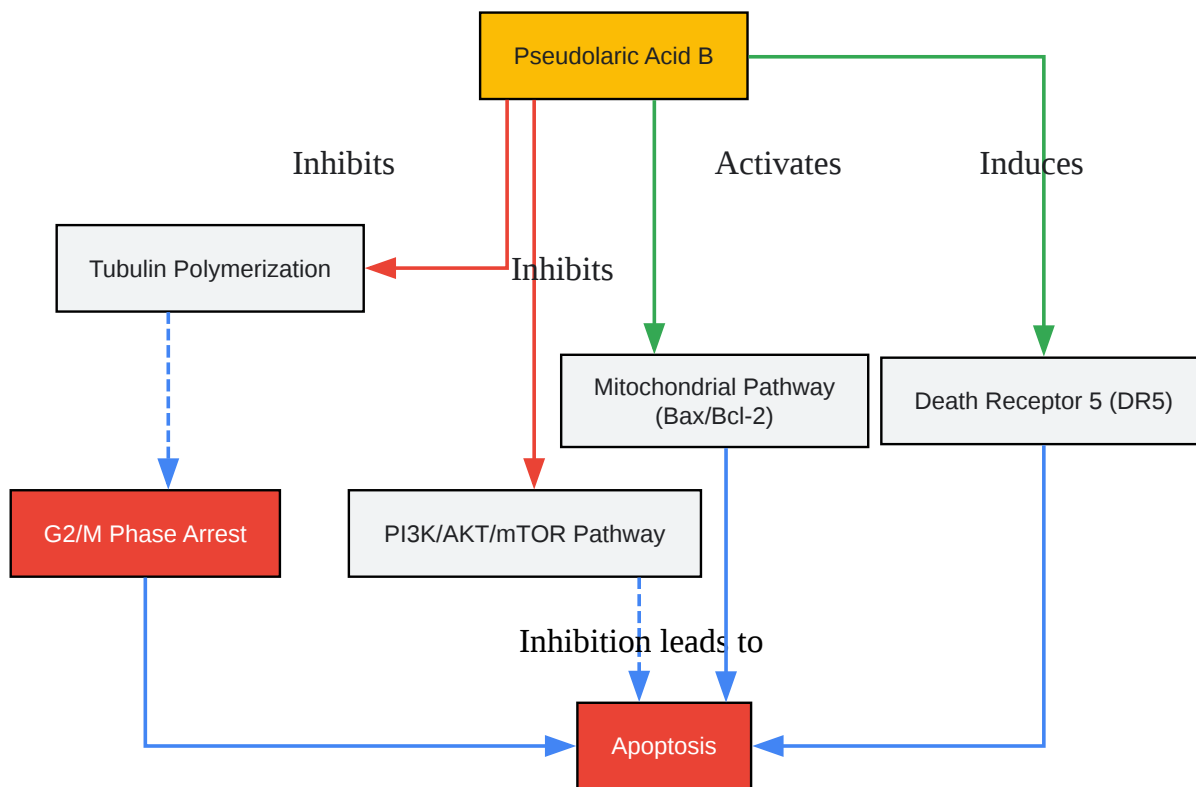 Pseudolaric Acid B
Inhibits
Activates
Induces
Tubulin Polymerization
Inhibits
Mitochondrial Pathway
(Bax/Bcl-2)
Death Receptor 5 (DR5)
G2/M Phase Arrest
PI3K/AKT/mTOR Pathway
Inhibition leads to
Apoptosis